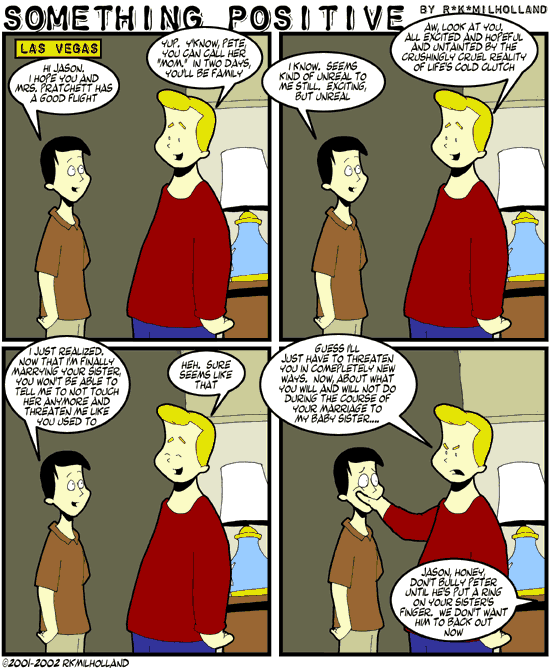 SOMETHING POSITIVE BY R*K*MILHOLLAND
LAS VEGAS
HI JASON.
I HOPE YOU AND
MRS. PRATCHETT HAS
A GOOD FLIGHT
YUP. Y'KNOW, PETE,
YOU CAN CALL HER
"MOM." IN TWO DAYS,
YOU'LL BE FAMILY
I KNOW. SEEMS
KIND OF UNREAL TO
ME STILL. EXCITING,
BUT UNREAL
AW, LOOK AT YOU,
ALL EXCITED AND HOPEFUL
AND UNTAINTED BY THE
CRUSHINGLY CRUEL REALITY
OF LIFE'S COLD CLUTCH
I JUST REALIZED,
NOW THAT I'M FINALLY
MARRYING YOUR SISTER,
YOU WON'T BE ABLE TO
TELL ME TO NOT TOUCH
HER ANYMORE AND
THREATEN ME LIKE
YOU USED TO
HEH. SURE
SEEMS LIKE
THAT
GUESS I'LL
JUST HAVE TO THREATEN
YOU IN COMEPLETELY NEW
WAYS. NOW, ABOUT WHAT
YOU WILL AND WILL NOT DO
DURING THE COURSE OF
YOUR MARRIAGE TO
MY BABY SISTER....
JASON, HONEY,
DON'T BULLY PETER
UNTIL HE'S PUT A RING
ON YOUR SISTER'S
FINGER. WE DON'T WANT
HIM TO BACK OUT
NOW
©2001-2002 RKMILHOLLAND